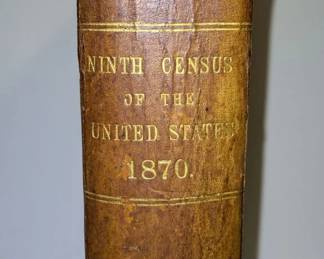 NINTH CENSUS
OF THE
UNITED STATES
1870.